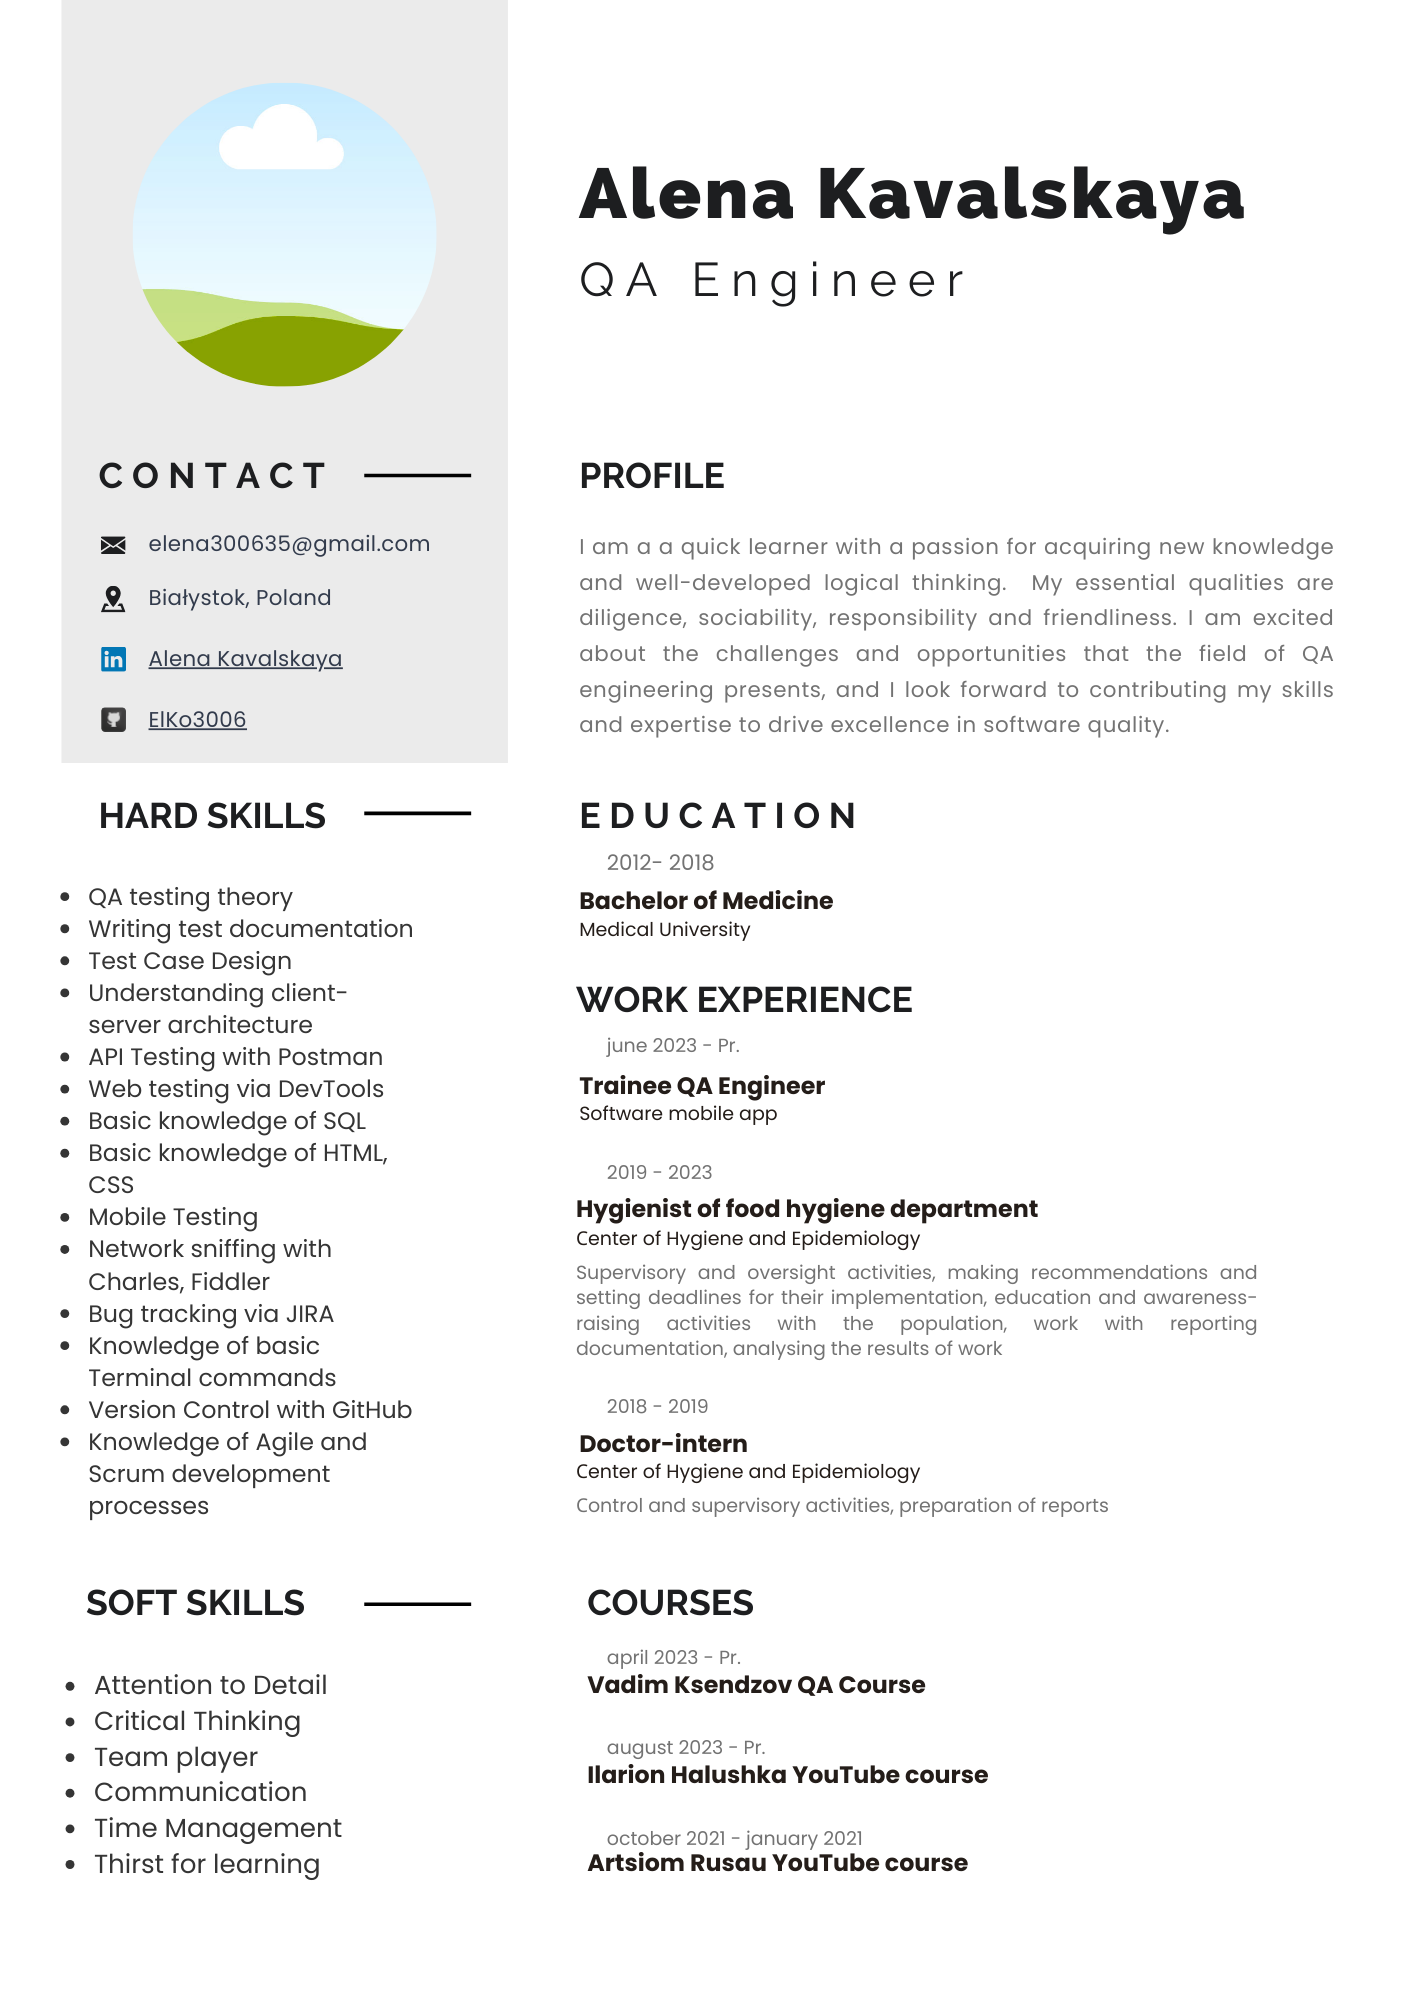 Alena Kavalskaya
QA Engineer
CONTACT
elena300635@gmail.com
Białystok, Poland
Alena Kavalskaya
ElKo3006
PROFILE
I am a a quick learner with a passion for acquiring new knowledge
and well-developed logical thinking. My essential qualities are
diligence, sociability, responsibility and friendliness. I am excited
about the challenges and opportunities that the field of QA
engineering presents, and I look forward to contributing my skills
and expertise to drive excellence in software quality.
HARD SKILLS
• QA testing theory
• Writing test documentation
• Test Case Design
• Understanding client-
server architecture
• API Testing with Postman
• Web testing via DevTools
• Basic knowledge of SQL
• Basic knowledge of HTML,
CSS
• Mobile Testing
• Network sniffing with
Charles, Fiddler
• Bug tracking via JIRA
• Knowledge of basic
Terminal commands
• Version Control with GitHub
• Knowledge of Agile and
Scrum development
processes
EDUCATION
2012- 2018
Bachelor of Medicine
Medical University
WORK EXPERIENCE
june 2023 - Pr.
Trainee QA Engineer
Software mobile app
2019 - 2023
Hygienist of food hygiene department
Center of Hygiene and Epidemiology
Supervisory and oversight activities, making recommendations and
setting deadlines for their implementation, education and awareness-
raising activities with the population, work with reporting
documentation, analysing the results of work
2018 - 2019
Doctor-intern
Center of Hygiene and Epidemiology
Control and supervisory activities, preparation of reports
SOFT SKILLS
• Attention to Detail
• Critical Thinking
• Team player
• Communication
• Time Management
• Thirst for learning
COURSES
april 2023 - Pr.
Vadim Ksendzov QA Course
august 2023 - Pr.
Ilarion Halushka YouTube course
october 2021 - january 2021
Artsiom Rusau YouTube course